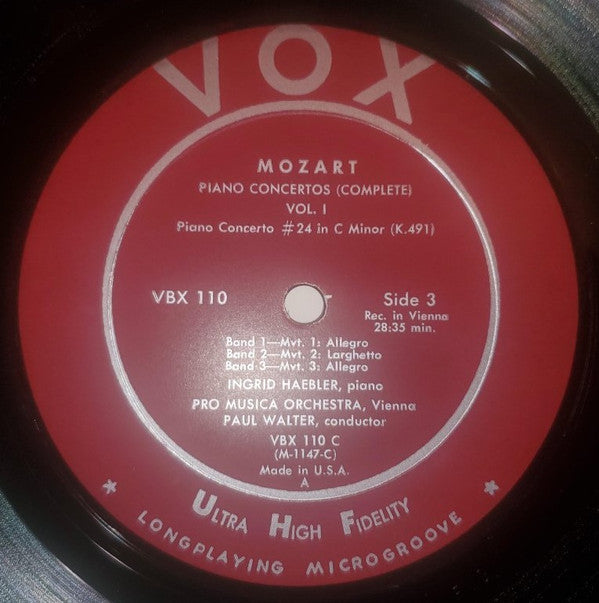 VOX
MOZART
PIANO CONCERTOS (COMPLETE)
VOL. I
Piano Concerto #24 in C Minor (K.491)
VBX 110
Side 3
Rec. in Vienna
28:35 min.
Band 1—Mvt. 1: Allegro
Band 2—Mvt. 2: Larghetto
Band 3—Mvt. 3: Allegro
INGRID HAEBLER, piano
PRO MUSICA ORCHESTRA, Vienna
PAUL WALTER, conductor
VBX 110 C
(M-1147-C)
Made in U.S.A.
A
ULTRA HIGH FIDELITY
★ LONGPLAYING MICROGROOVE ★